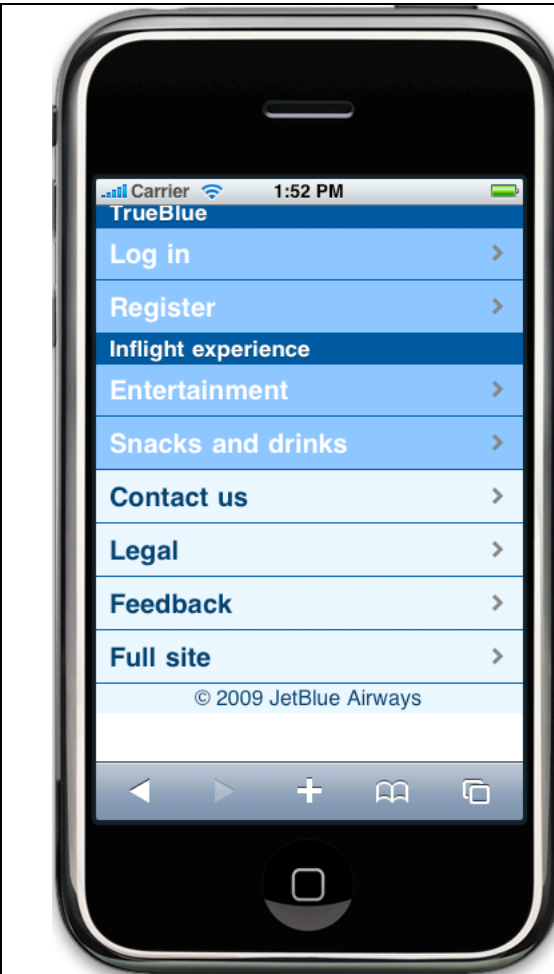 Carrier 1:52 PM
TrueBlue
Log in
Register
Inflight experience
Entertainment
Snacks and drinks
Contact us
Legal
Feedback
Full site
© 2009 JetBlue Airways